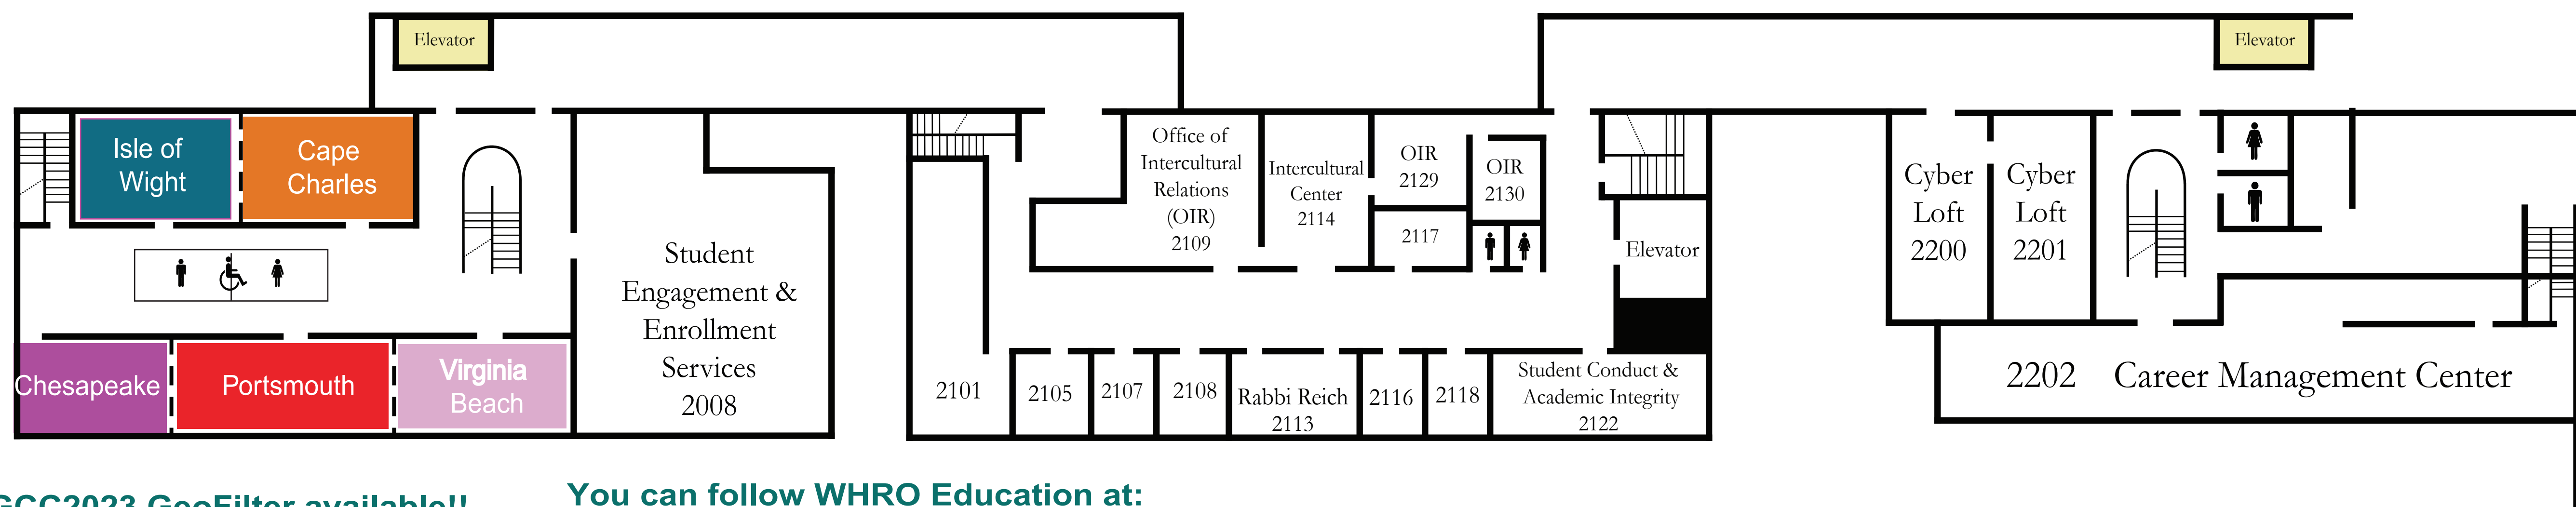 Elevator
Elevator
Isle of
Wight
Cape
Charles
Office of
Intercultural
Relations
(OIR)
2109
Intercultural
Center
2114
OIR
2129
OIR
2130
2117
Elevator
Cyber
Loft
2200
Cyber
Loft
2201
Student
Engagement &
Enrollment
Services
2008
Chesapeake
Portsmouth
Virginia
Beach
2101
2105
2107
2108
Rabbi Reich
2113
2116
2118
Student Conduct &
Academic Integrity
2122
2202 Career Management Center
GCC2023 GeoFilter available!!
You can follow WHRO Education at: